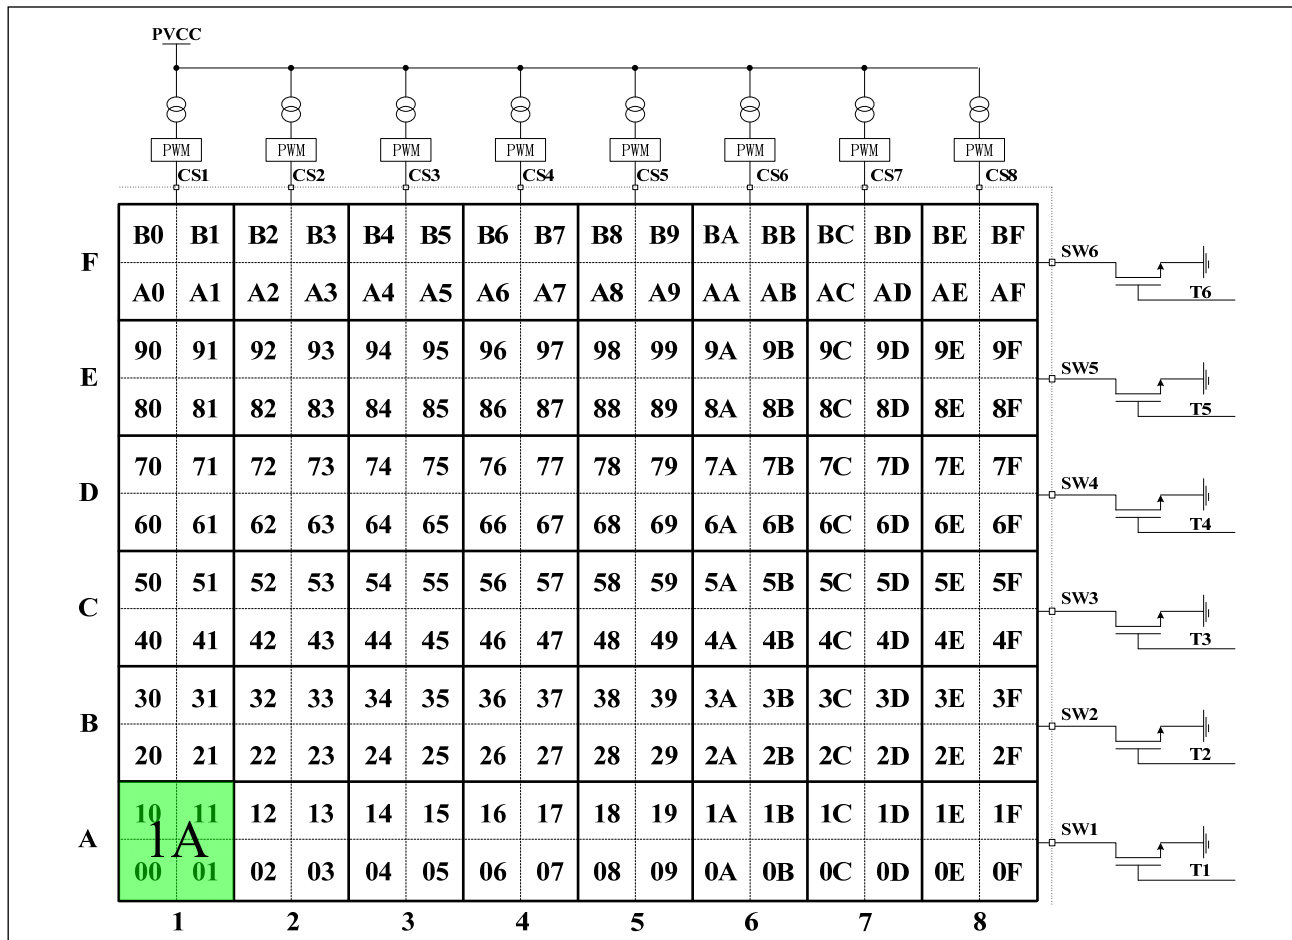 PVCC
PWM PWM PWM PWM PWM PWM PWM PWM
CS1 CS2 CS3 CS4 CS5 CS6 CS7 CS8
B0 B1 B2 B3 B4 B5 B6 B7 B8 B9 BA BB BC BD BE BF
SW6
F
A0 A1 A2 A3 A4 A5 A6 A7 A8 A9 AA AB AC AD AE AF
T6
90 91 92 93 94 95 96 97 98 99 9A 9B 9C 9D 9E 9F
SW5
E
80 81 82 83 84 85 86 87 88 89 8A 8B 8C 8D 8E 8F
T5
70 71 72 73 74 75 76 77 78 79 7A 7B 7C 7D 7E 7F
SW4
D
60 61 62 63 64 65 66 67 68 69 6A 6B 6C 6D 6E 6F
T4
50 51 52 53 54 55 56 57 58 59 5A 5B 5C 5D 5E 5F
SW3
C
40 41 42 43 44 45 46 47 48 49 4A 4B 4C 4D 4E 4F
T3
30 31 32 33 34 35 36 37 38 39 3A 3B 3C 3D 3E 3F
SW2
B
20 21 22 23 24 25 26 27 28 29 2A 2B 2C 2D 2E 2F
T2
10 11 12 13 14 15 16 17 18 19 1A 1B 1C 1D 1E 1F
SW1
A
1A
00 01 02 03 04 05 06 07 08 09 0A 0B 0C 0D 0E 0F
T1
1 2 3 4 5 6 7 8